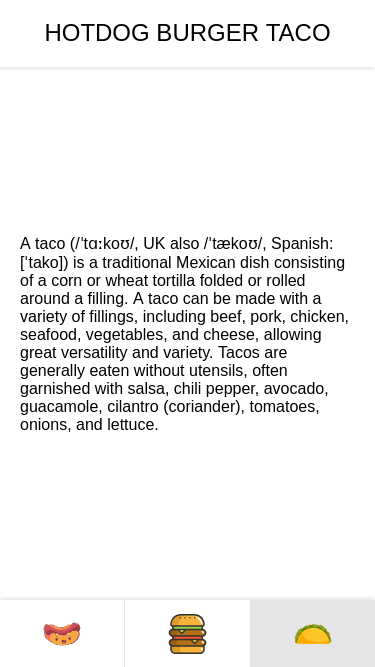 HOTDOG BURGER TACO
A taco (/ˈtɑːkoʊ/, UK also /ˈtækoʊ/, Spanish:
[ˈtako]) is a traditional Mexican dish consisting
of a corn or wheat tortilla folded or rolled
around a filling. A taco can be made with a
variety of fillings, including beef, pork, chicken,
seafood, vegetables, and cheese, allowing
great versatility and variety. Tacos are
generally eaten without utensils, often
garnished with salsa, chili pepper, avocado,
guacamole, cilantro (coriander), tomatoes,
onions, and lettuce.